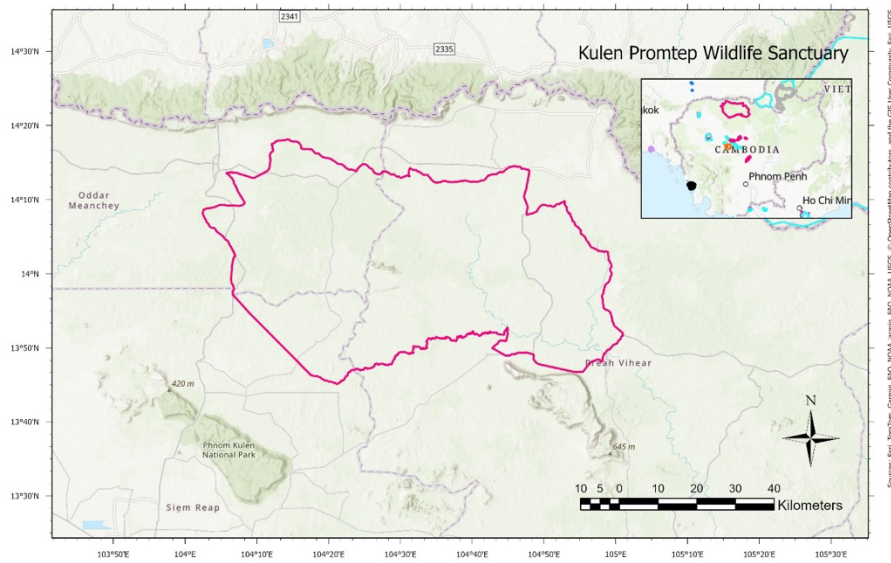 2341
2335
14°30'N
14°20'N
14°10'N
14°N
13°50'N
13°40'N
13°30'N
Kulen Promtep Wildlife Sanctuary
VIET
kok
CAMBODIA
Phnom Penh
Ho Chi Min
Oddar
Meanchey
Preah Vihear
420 m
645 m
Phnom Kulen
National Park
Siem Reap
N
10 5 0 10 20 30 40
Kilometers
103°50'E 104°E 104°10'E 104°20'E 104°30'E 104°40'E 104°50'E 105°E 105°10'E 105°20'E 105°30'E